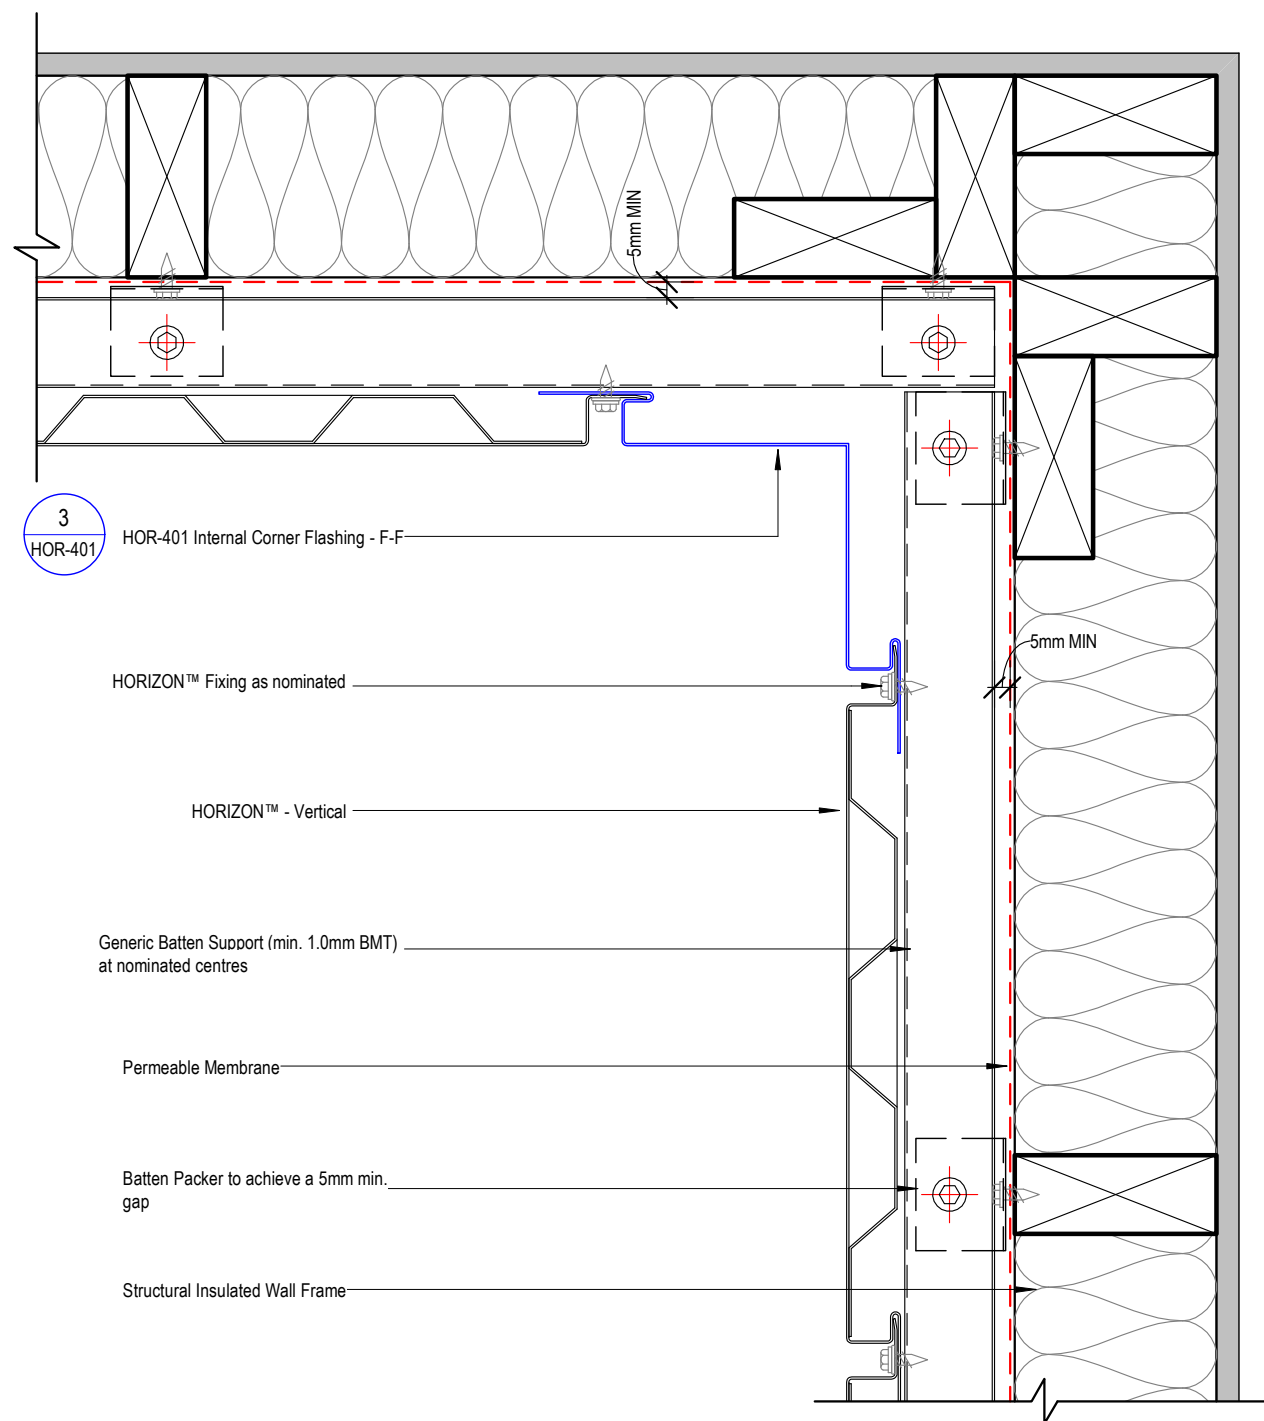 5mm MIN
3
HOR-401
HOR-401 Internal Corner Flashing - F-F
5mm MIN
HORIZON™ Fixing as nominated
HORIZON™ - Vertical
Generic Batten Support (min. 1.0mm BMT)
at nominated centres
Permeable Membrane
Batten Packer to achieve a 5mm min.
gap
Structural Insulated Wall Frame